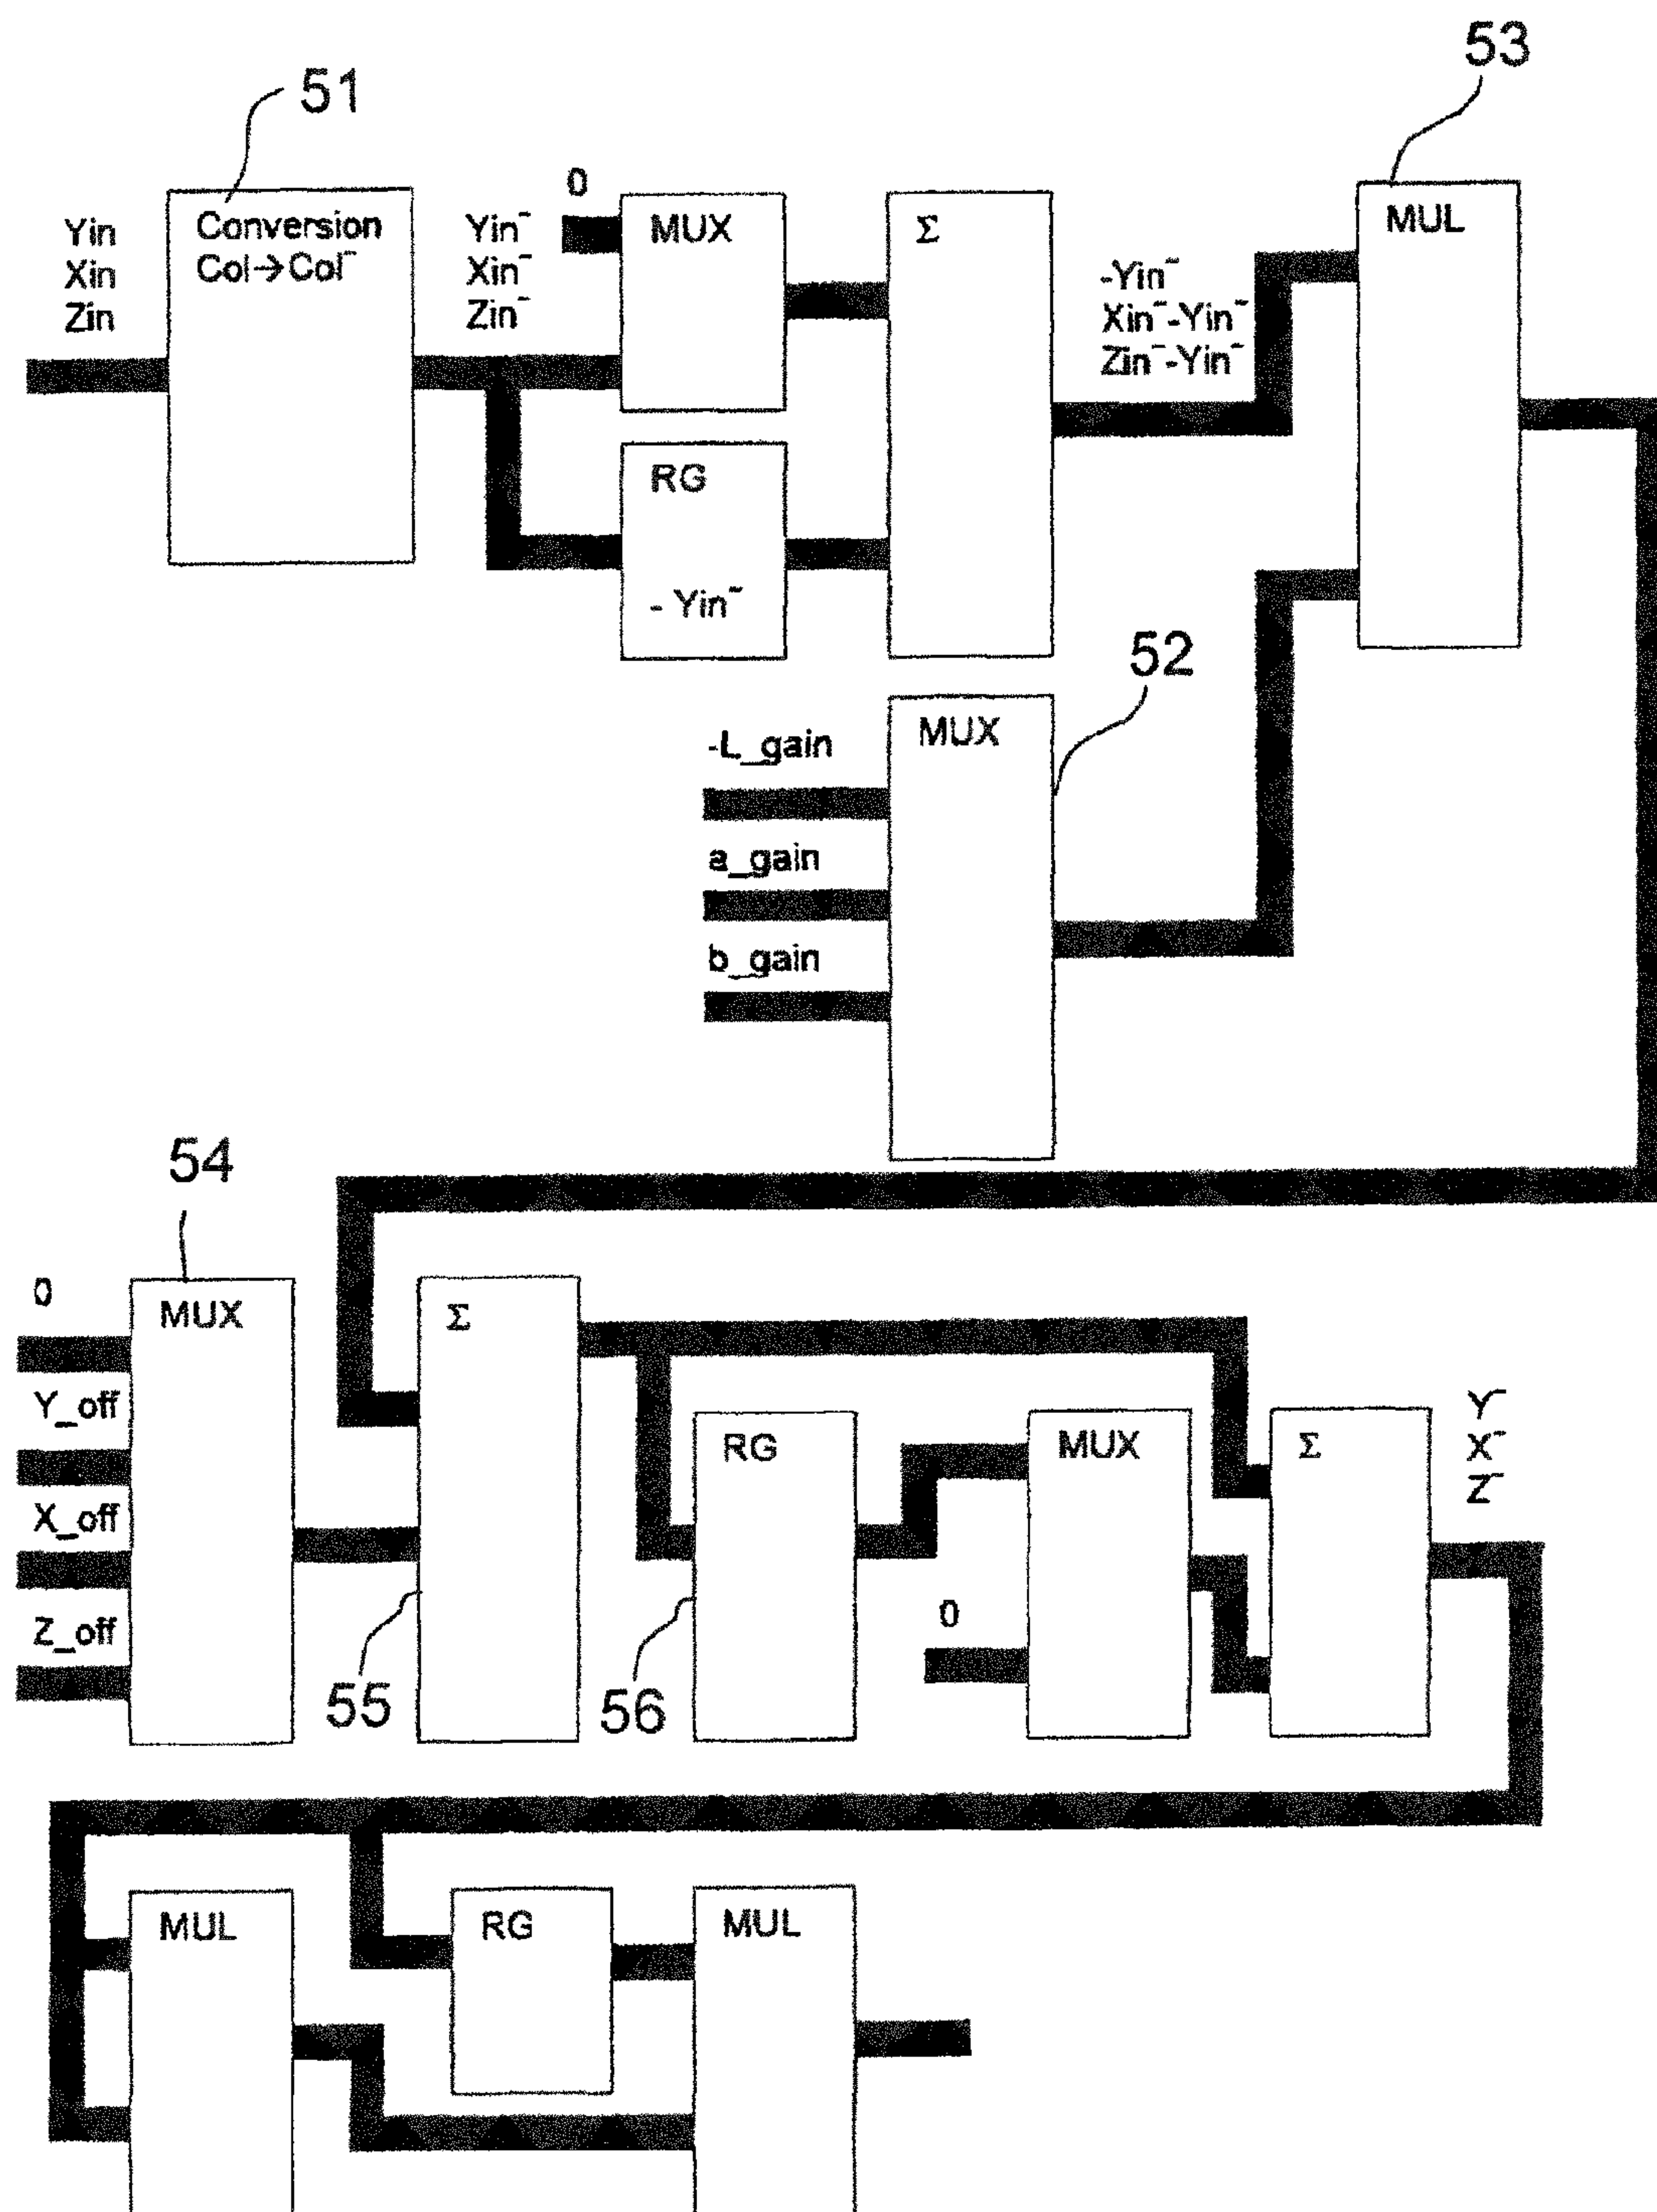 53
51
0
Yin
Xin
Zin
Conversion
Col→Col~
Yin~
Xin~
Zin~
MUX
Σ
MUL
-Yin~
Xin~-Yin~
Zin~-Yin~
RG
- Yin~
52
MUX
-L_gain
a_gain
b_gain
54
0
MUX
Σ
Y_off
X_off
Z_off
RG
MUX
Σ
Y~
X~
Z~
0
55
56
MUL
RG
MUL